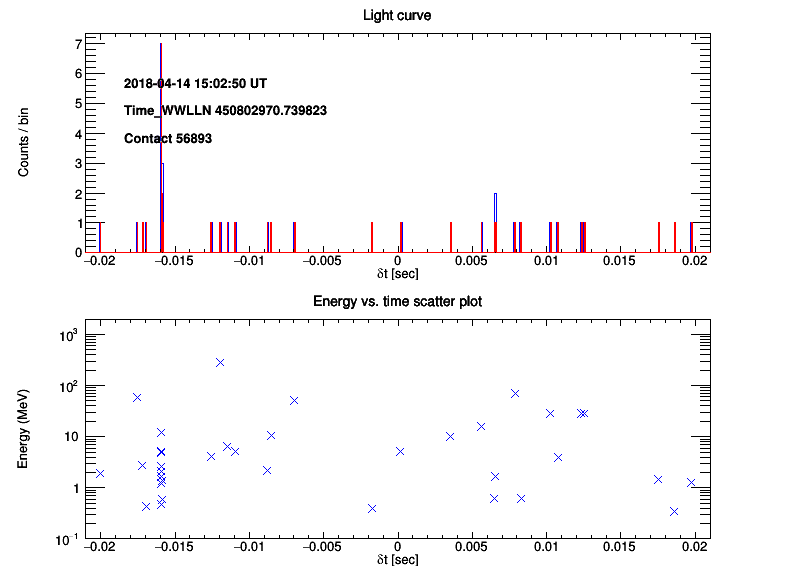 Light curve
Counts / bin
7
6
5
4
3
2
1
0
2018-04-14 15:02:50 UT
Time_WWLLN 450802970.739823
Contact 56893
−0.02 −0.015 −0.01 −0.005 0 0.005 0.01 0.015 0.02
δt [sec]
Energy vs. time scatter plot
Energy (MeV)
10³
10²
10
1
10⁻¹
−0.02 −0.015 −0.01 −0.005 0 0.005 0.01 0.015 0.02
δt [sec]